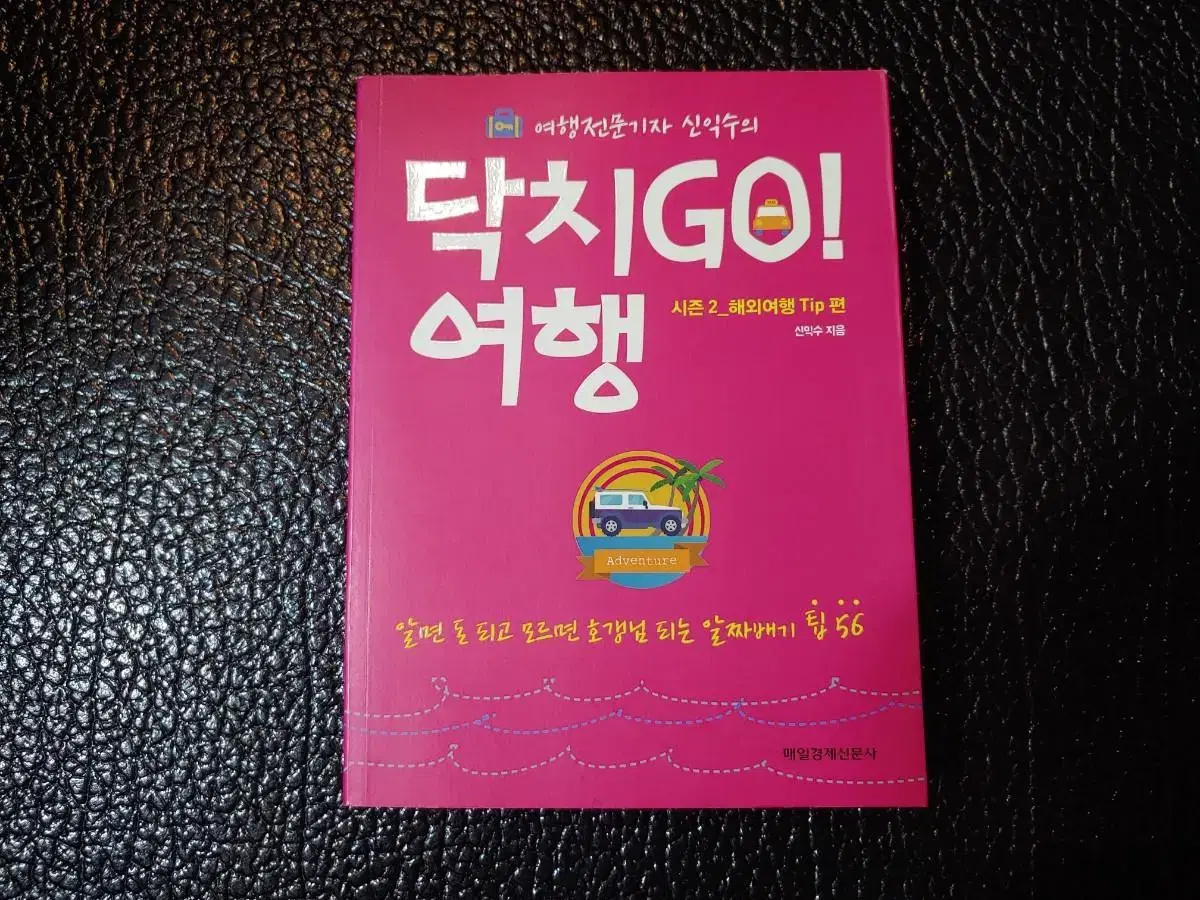 여행전문기자 신익수의
닥치GO!
여행
시즌 2_해외여행 Tip 편
신익수 지음
Adventure
알면 돈 되고 모르면 호갱님 되는 알짜배기 팁 56
매일경제신문사